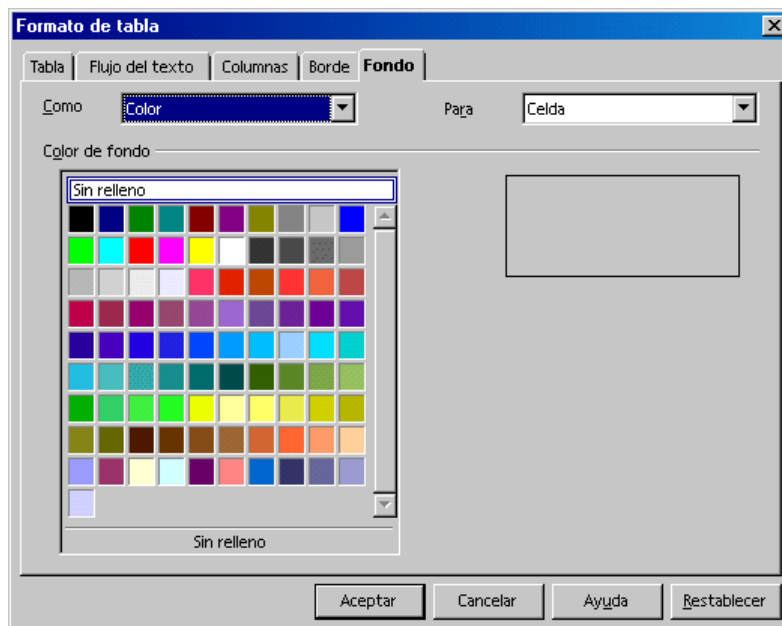 Formato de tabla
Tabla Flujo del texto Columnas Borde Fondo
Como Color Para Celda
Color de fondo
Sin relleno
Sin relleno
Aceptar Cancelar Ayuda Restablecer